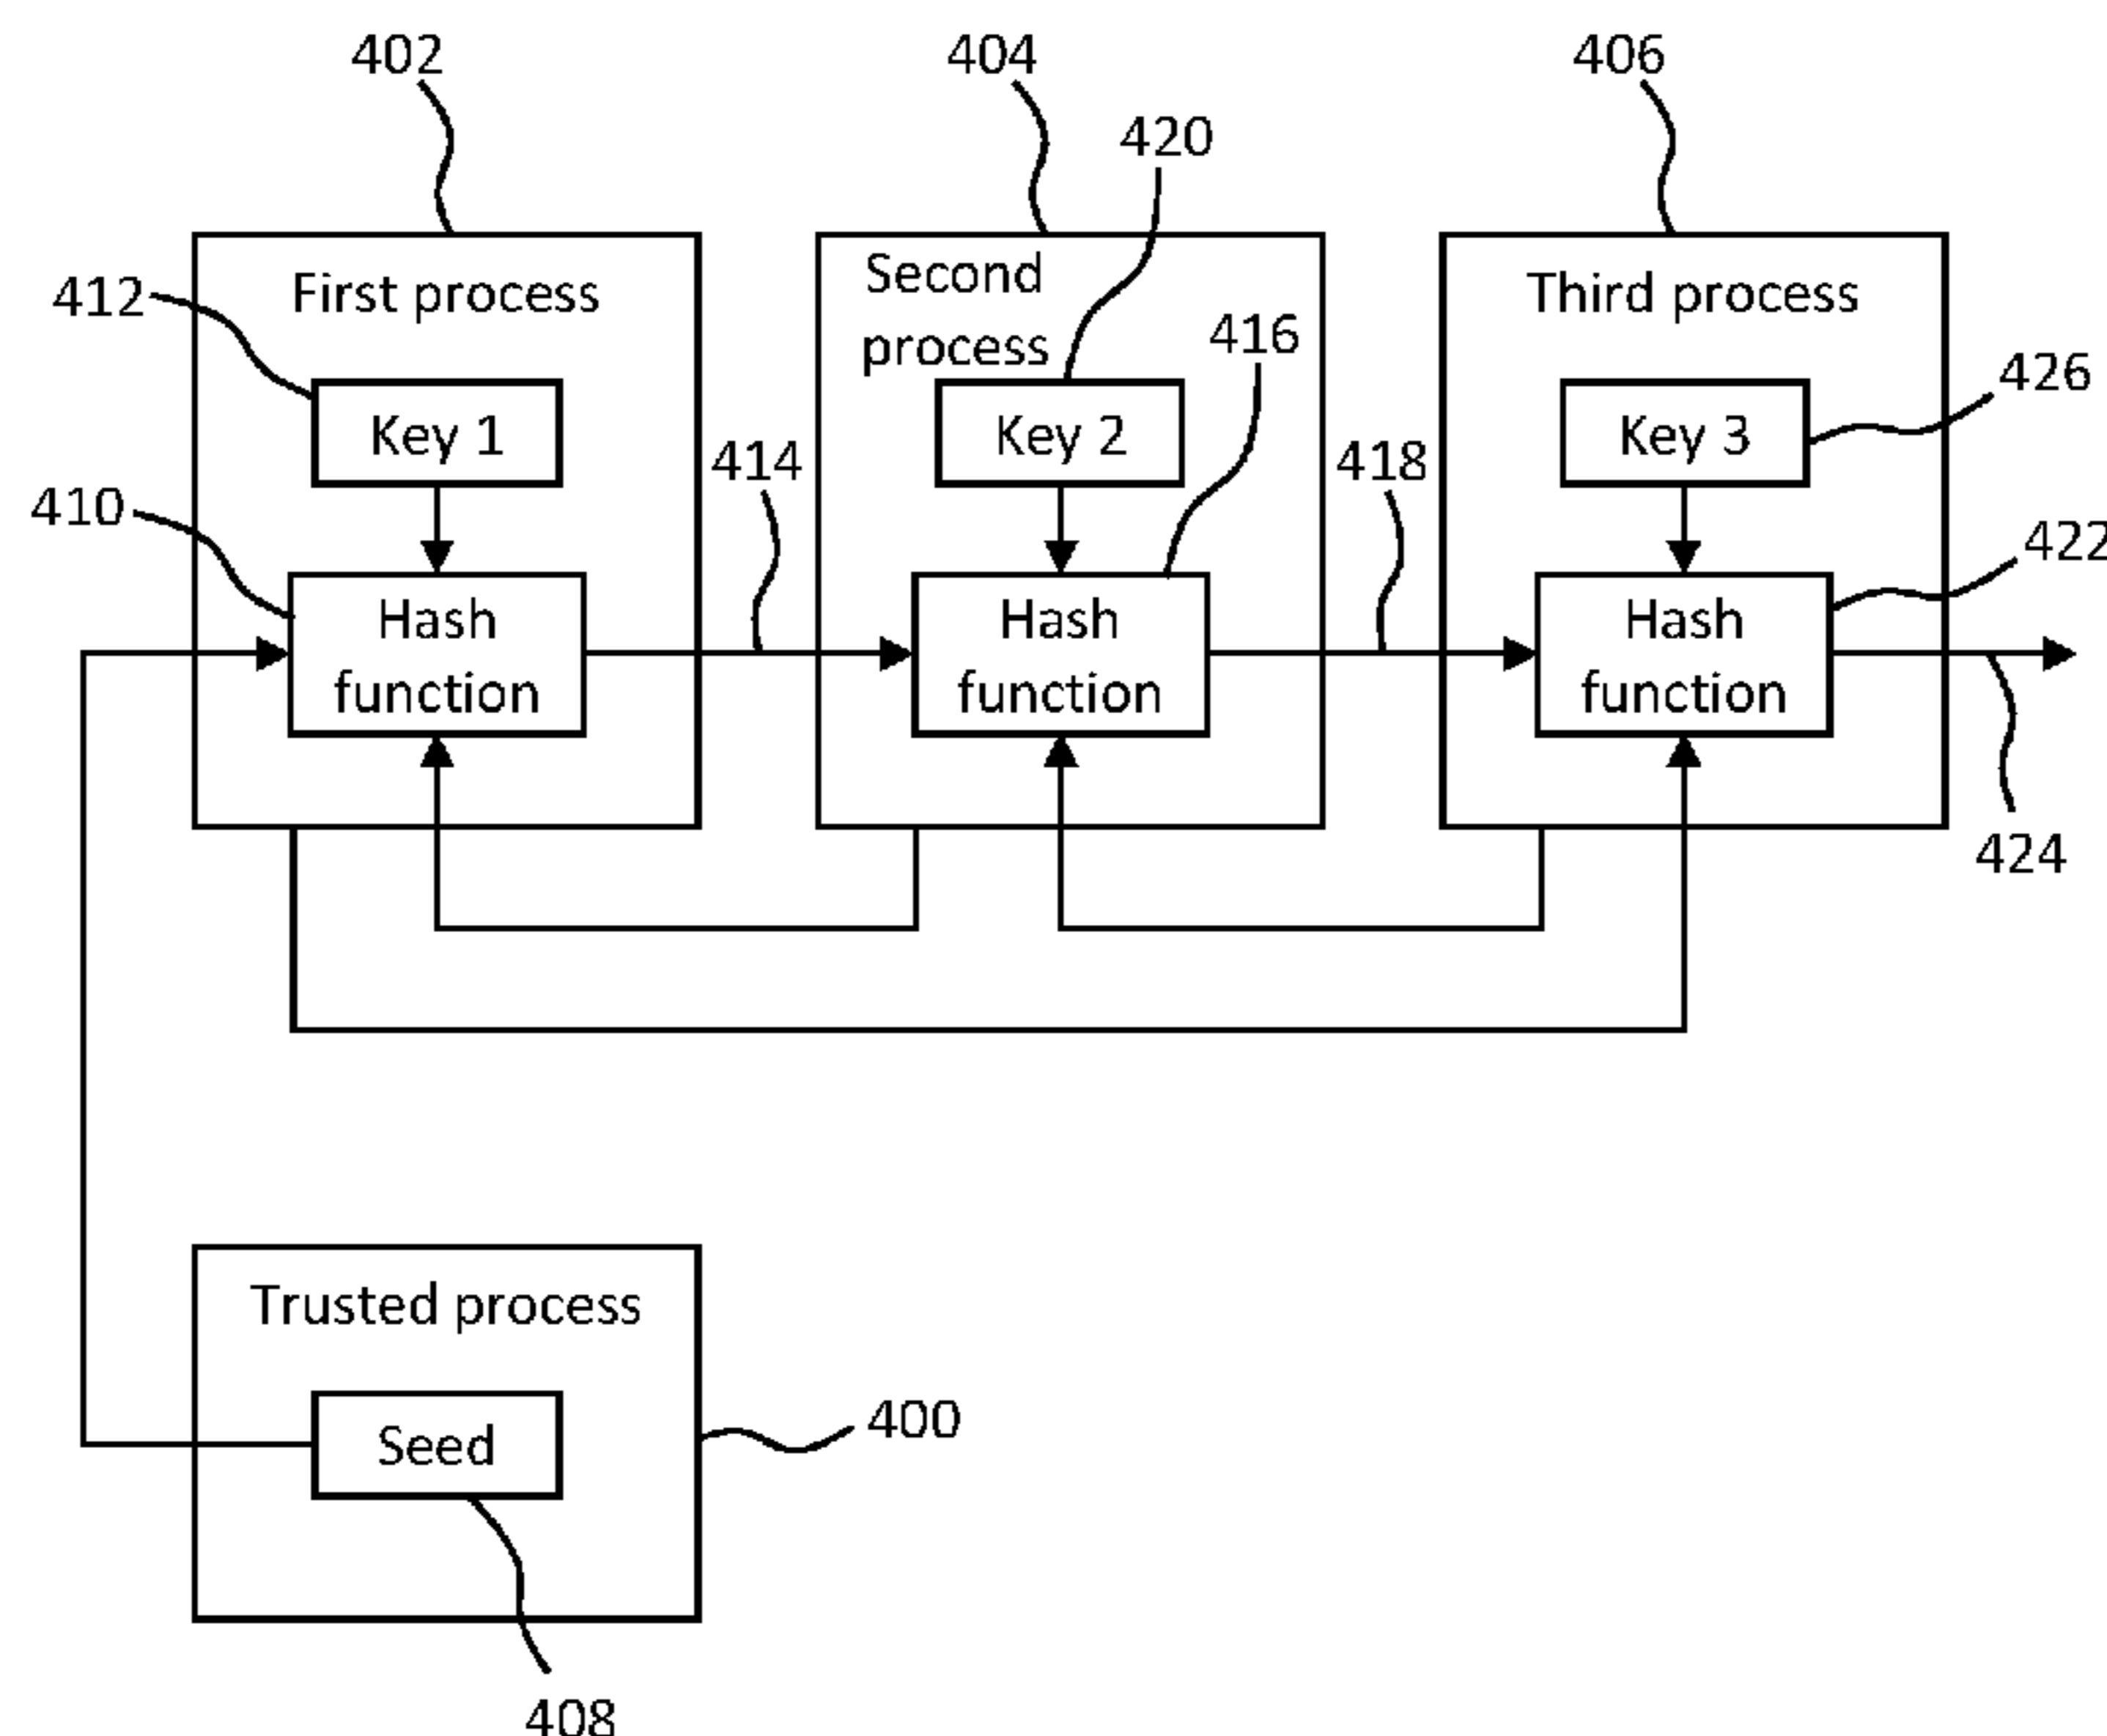 402
404
406
420
412
First process
Second
process
416
Third process
426
Key 1
Key 2
Key 3
414
418
410
422
Hash
function
Hash
function
Hash
function
424
Trusted process
Seed
400
408